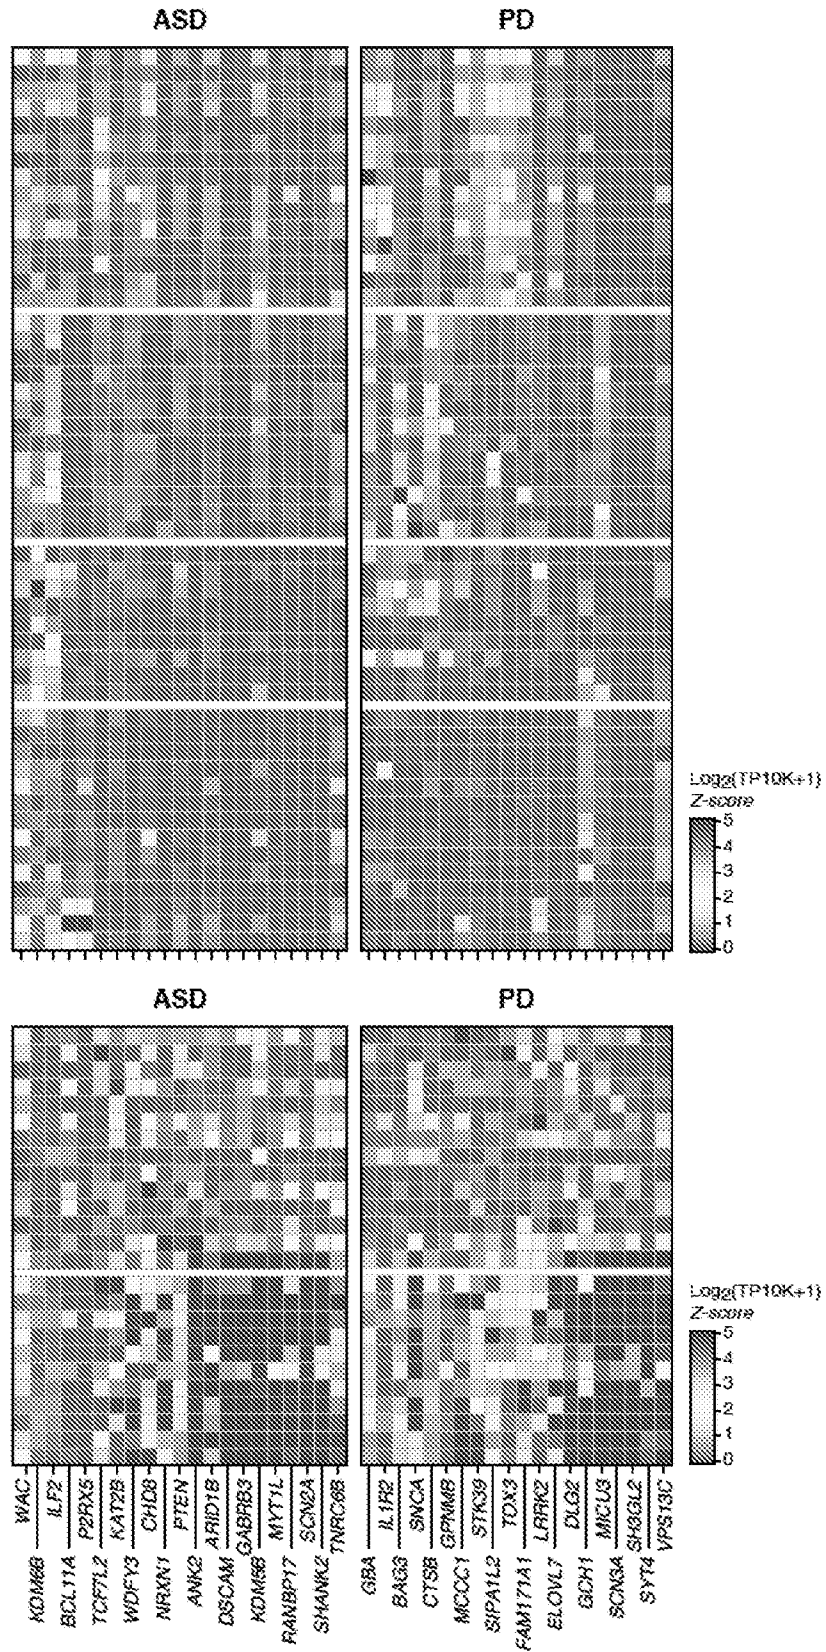 ASD PD
Log2(TP10K+1)
Z-score
5
4
3
2
1
0
ASD PD
Log2(TP10K+1)
Z-score
5
4
3
2
1
0
WAC
KDM6B
ILF2
BCL11A
P2RX5
TCF7L2
KAT2B
WDFY3
CHD8
NRXN1
PTEN
ANK2
ARID1B
DSCAM
GABRB3
KDM5B
MYT1L
RANBP17
SCN2A
SHANK2
TNRC6B
GBA
IL1R2
BAG3
SNCA
CTSB
GPNMB
MCCC1
STK39
SIPA1L2
TOX3
FAM171A1
LRRK2
ELOVL7
DLG2
GCH1
MICU3
SCN3A
SH3GL2
SYT4
VPS13C